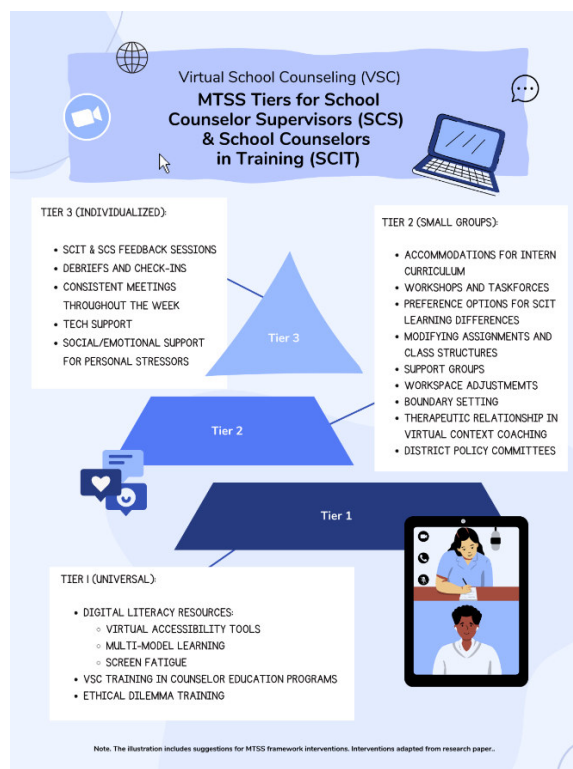 Virtual School Counseling (VSC)
MTSS Tiers for School
Counselor Supervisors (SCS)
& School Counselors
in Training (SCIT)
TIER 3 (INDIVIDUALIZED):
• SCIT & SCS FEEDBACK SESSIONS
• DEBRIEFS AND CHECK-INS
• CONSISTENT MEETINGS
THROUGHOUT THE WEEK
• TECH SUPPORT
• SOCIAL/EMOTIONAL SUPPORT
FOR PERSONAL STRESSORS
TIER 2 (SMALL GROUPS):
• ACCOMMODATIONS FOR INTERN
CURRICULUM
• WORKSHOPS AND TASKFORCES
• PREFERENCE OPTIONS FOR SCIT
LEARNING DIFFERENCES
• MODIFYING ASSIGNMENTS AND
CLASS STRUCTURES
• SUPPORT GROUPS
• WORKSPACE ADJUSTMEMTS
• BOUNDARY SETTING
• THERAPEUTIC RELATIONSHIP IN
VIRTUAL CONTEXT COACHING
• DISTRICT POLICY COMMITTEES
Tier 3
Tier 2
Tier 1
TIER 1 (UNIVERSAL):
• DIGITAL LITERACY RESOURCES:
○ VIRTUAL ACCESSIBILITY TOOLS
○ MULTI-MODEL LEARNING
○ SCREEN FATIGUE
• VSC TRAINING IN COUNSELOR EDUCATION PROGRAMS
• ETHICAL DILEMMA TRAINING
Note. The illustration includes suggestions for MTSS framework interventions. Interventions adapted from research paper..